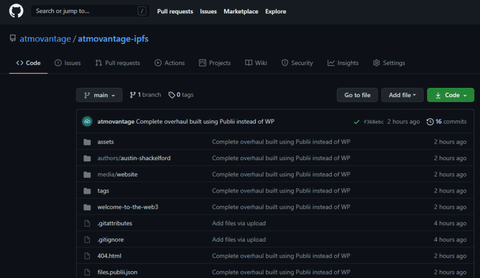 Search or jump to... / Pull requests Issues Marketplace Explore
atmovantage / atmovantage-ipfs
<> Code Issues Pull requests Actions Projects Wiki Security Insights Settings
main 1 branch 0 tags Go to file Add file Code
atmovantage Complete overhaul built using Publii instead of WP 2 hours ago 16 commits
assets Complete overhaul built using Publii instead of WP 2 hours ago
authors/austin-shackelford Complete overhaul built using Publii instead of WP 2 hours ago
media/website Complete overhaul built using Publii instead of WP 2 hours ago
tags Complete overhaul built using Publii instead of WP 2 hours ago
welcome-to-the-web3 Complete overhaul built using Publii instead of WP 2 hours ago
.gitattributes Add files via upload 4 hours ago
.gitignore Add files via upload 4 hours ago
404.html Complete overhaul built using Publii instead of WP 2 hours ago
files.publii.json Complete overhaul built using Publii instead of WP 2 hours ago